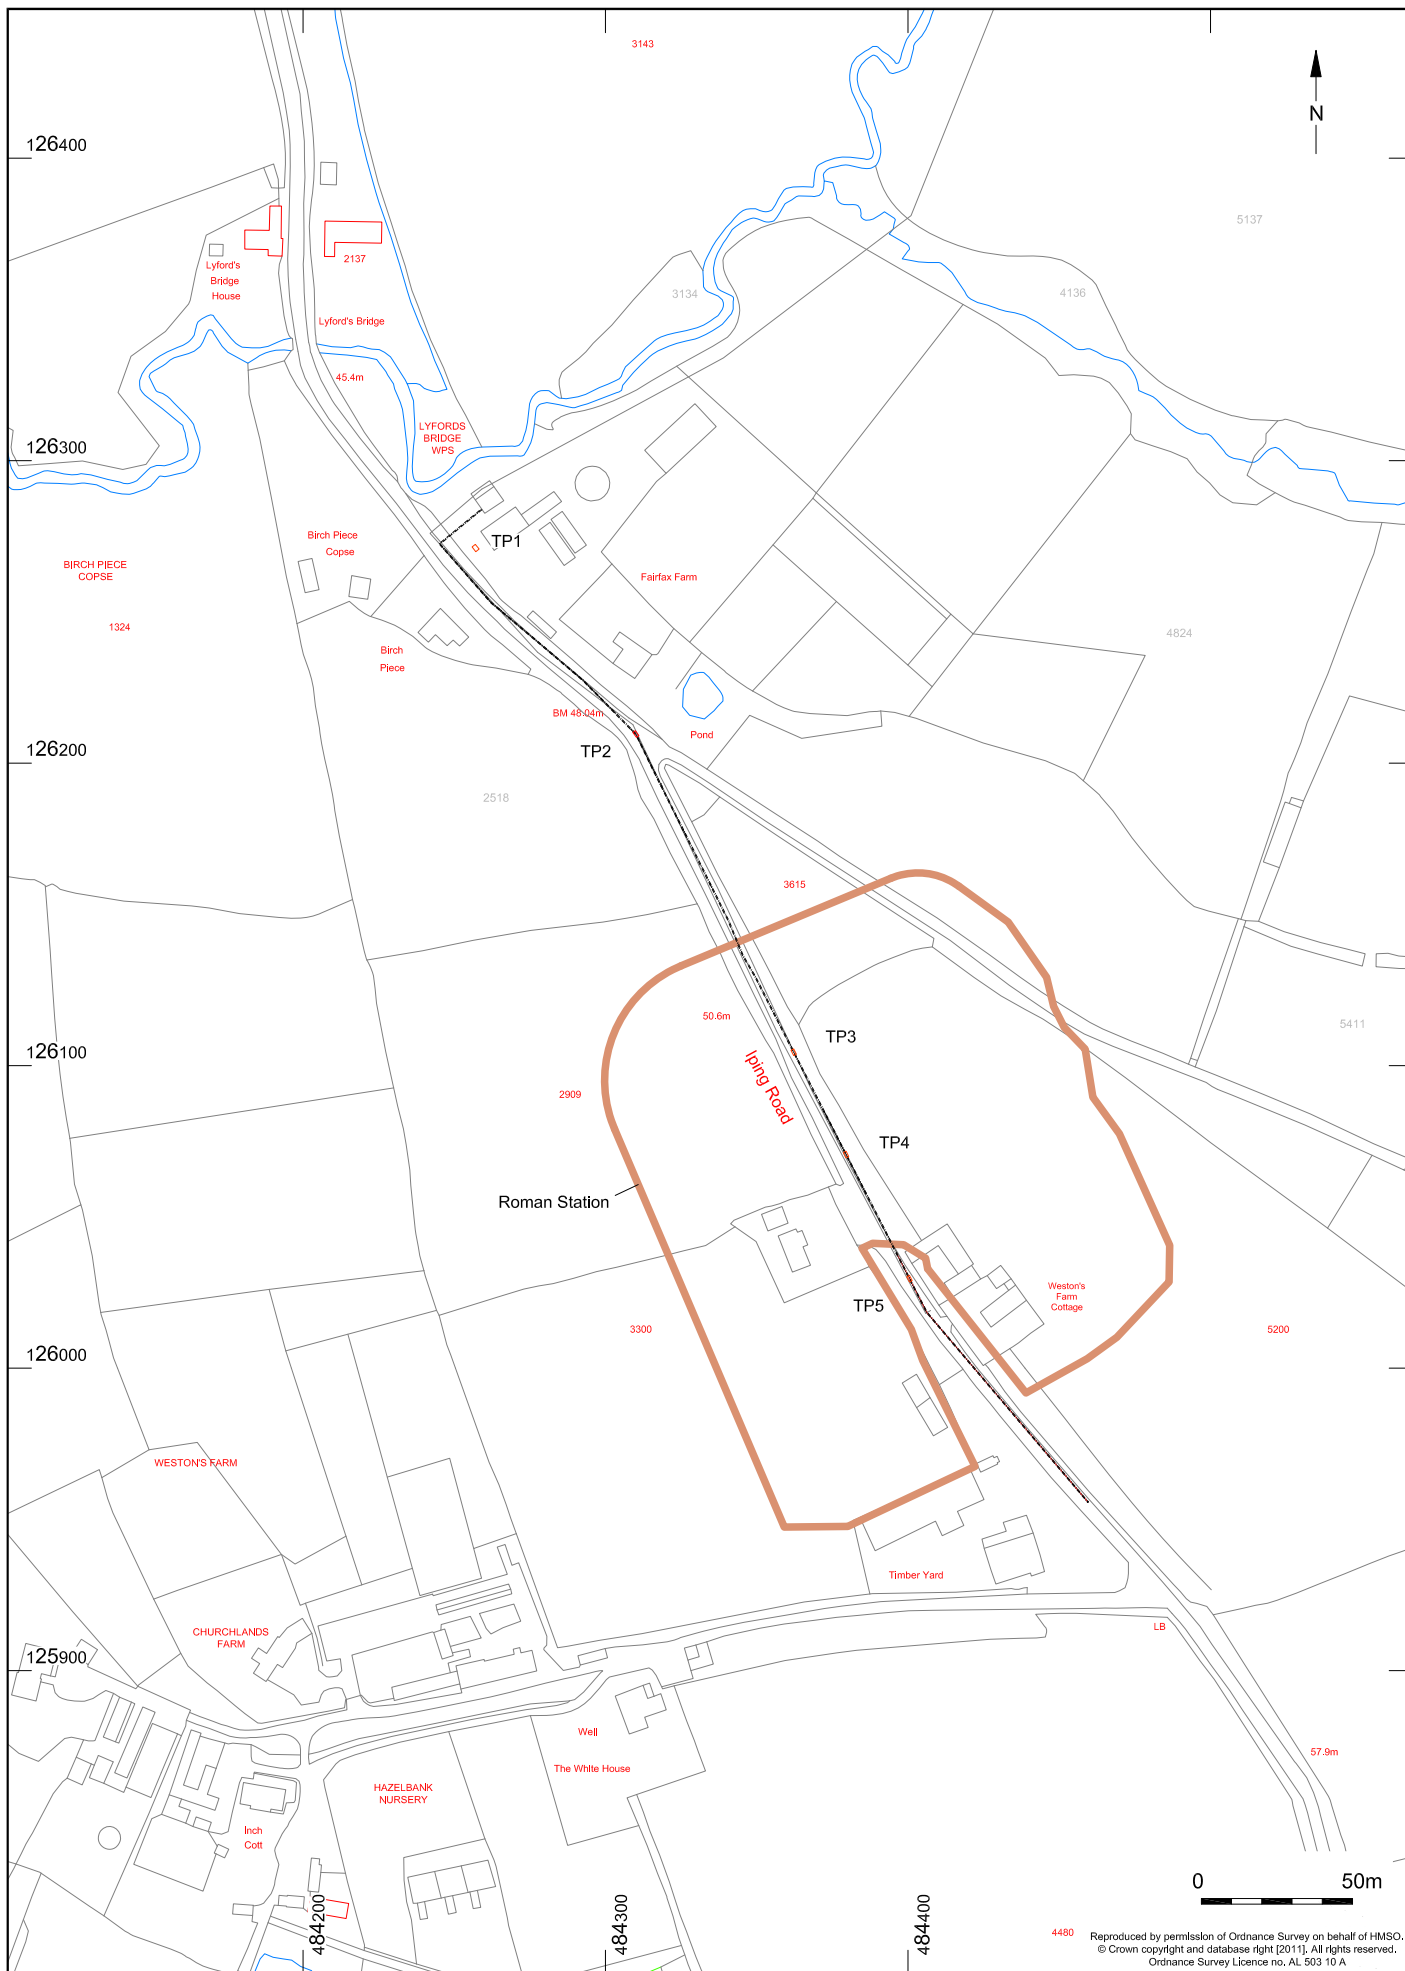 3143
N
126400
5137
Lyford's
Bridge
House
2137
4136
3134
Lyford's Bridge
45.4m
LYFORDS
BRIDGE
WPS
126300
Birch Piece
Copse
TP1
BIRCH PIECE
COPSE
Fairfax Farm
1324
4824
Birch
Piece
BM 48.04m
Pond
TP2
126200
2518
3615
50.6m
5411
TP3
126100
Iping Road
2909
TP4
Roman Station
Weston's
Farm
Cottage
TP5
3300
5200
126000
WESTON'S FARM
Timber Yard
CHURCHLANDS
FARM
LB
125900
Well
57.9m
The White House
HAZELBANK
NURSERY
Inch
Cott
0 50m
484200
484300
484400
4480
Reproduced by permission of Ordnance Survey on behalf of HMSO.
© Crown copyright and database right [2011]. All rights reserved.
Ordnance Survey Licence no. AL 503 10 A